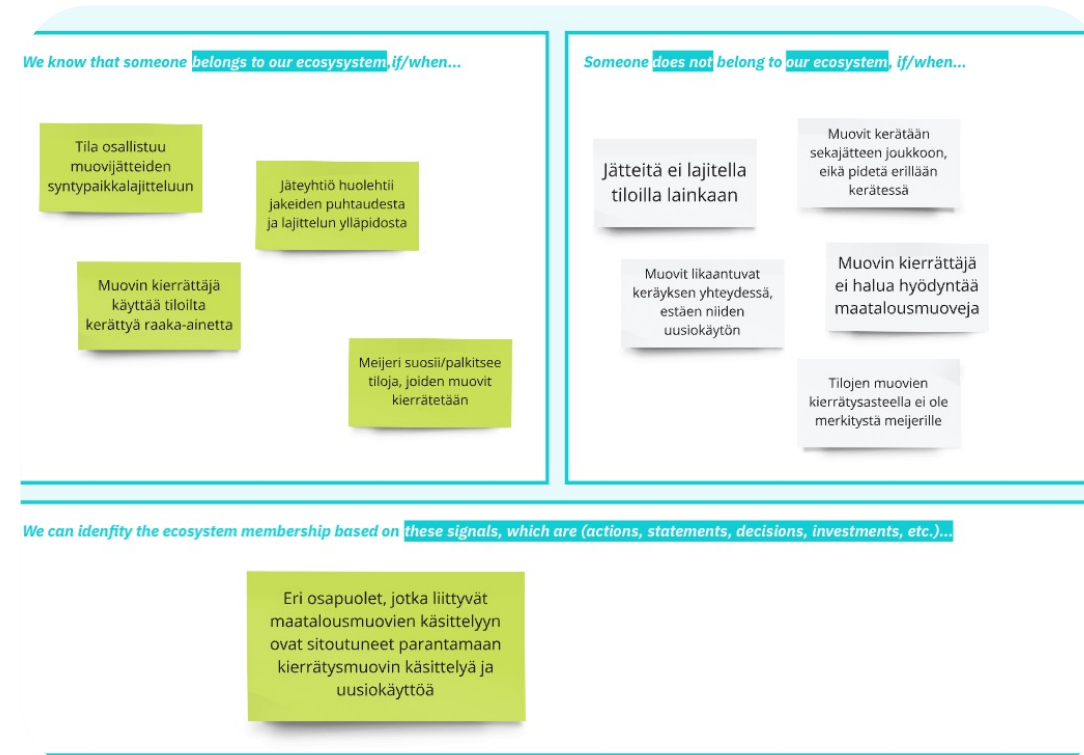 We know that someone belongs to our ecosysystem,if/when...
Tila osallistuu
muovijätteiden
syntypaikkalajitteluun
Jäteyhtiö huolehtii
jakeiden puhtaudesta
ja lajittelun ylläpidosta
Muovin kierrättäjä
käyttää tiloilta
kerättyä raaka-ainetta
Meijeri suosii/palkitsee
tiloja, joiden muovit
kierrätetään
Someone does not belong to our ecosystem, if/when...
Jätteitä ei lajitella
tiloilla lainkaan
Muovit kerätään
sekajätteen joukkoon,
eikä pidetä erillään
kerätessä
Muovit likaantuvat
keräyksen yhteydessä,
estäen niiden
uusiokäytön
Muovin kierrättäjä
ei halua hyödyntää
maatalousmuoveja
Tilojen muovien
kierrätysasteella ei ole
merkitystä meijerille
We can idenfity the ecosystem membership based on these signals, which are (actions, statements, decisions, investments, etc.)...
Eri osapuolet, jotka liittyvät
maatalousmuovien käsittelyyn
ovat sitoutuneet parantamaan
kierrätysmuovin käsittelyä ja
uusiokäyttöä